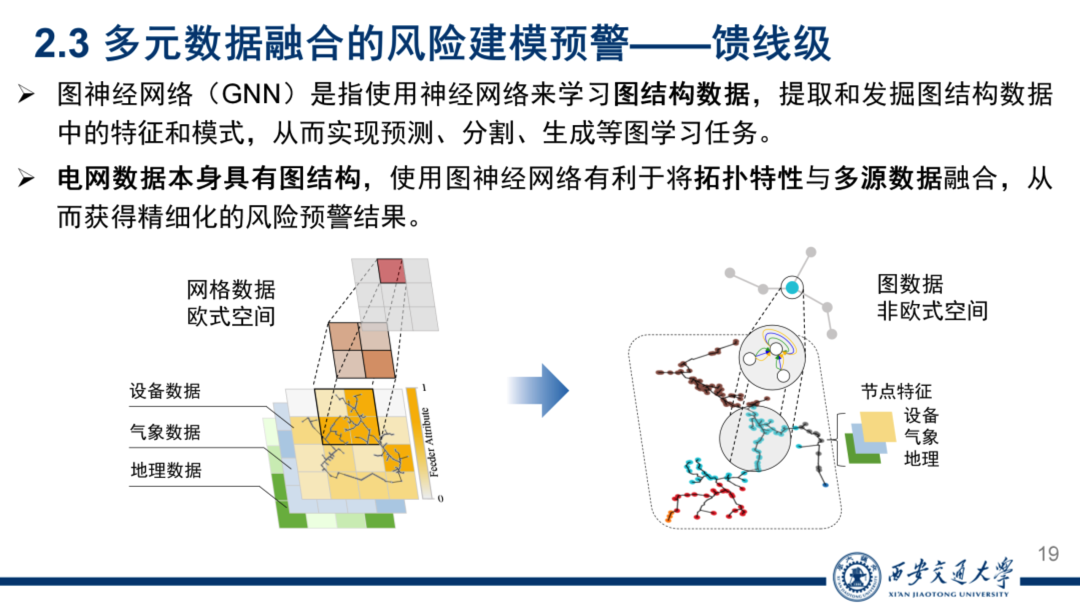 2.3 多元数据融合的风险建模预警——馈线级
➢ 图神经网络（GNN）是指使用神经网络来学习图结构数据，提取和发掘图结构数据
中的特征和模式，从而实现预测、分割、生成等图学习任务。
➢ 电网数据本身具有图结构，使用图神经网络有利于将拓扑特性与多源数据融合，从
而获得精细化的风险预警结果。
网格数据
欧式空间
设备数据
气象数据
地理数据
1
Feeder Attribute
0
图数据
非欧式空间
节点特征
设备
气象
地理
19
西安交通大学
XI'AN JIAOTONG UNIVERSITY